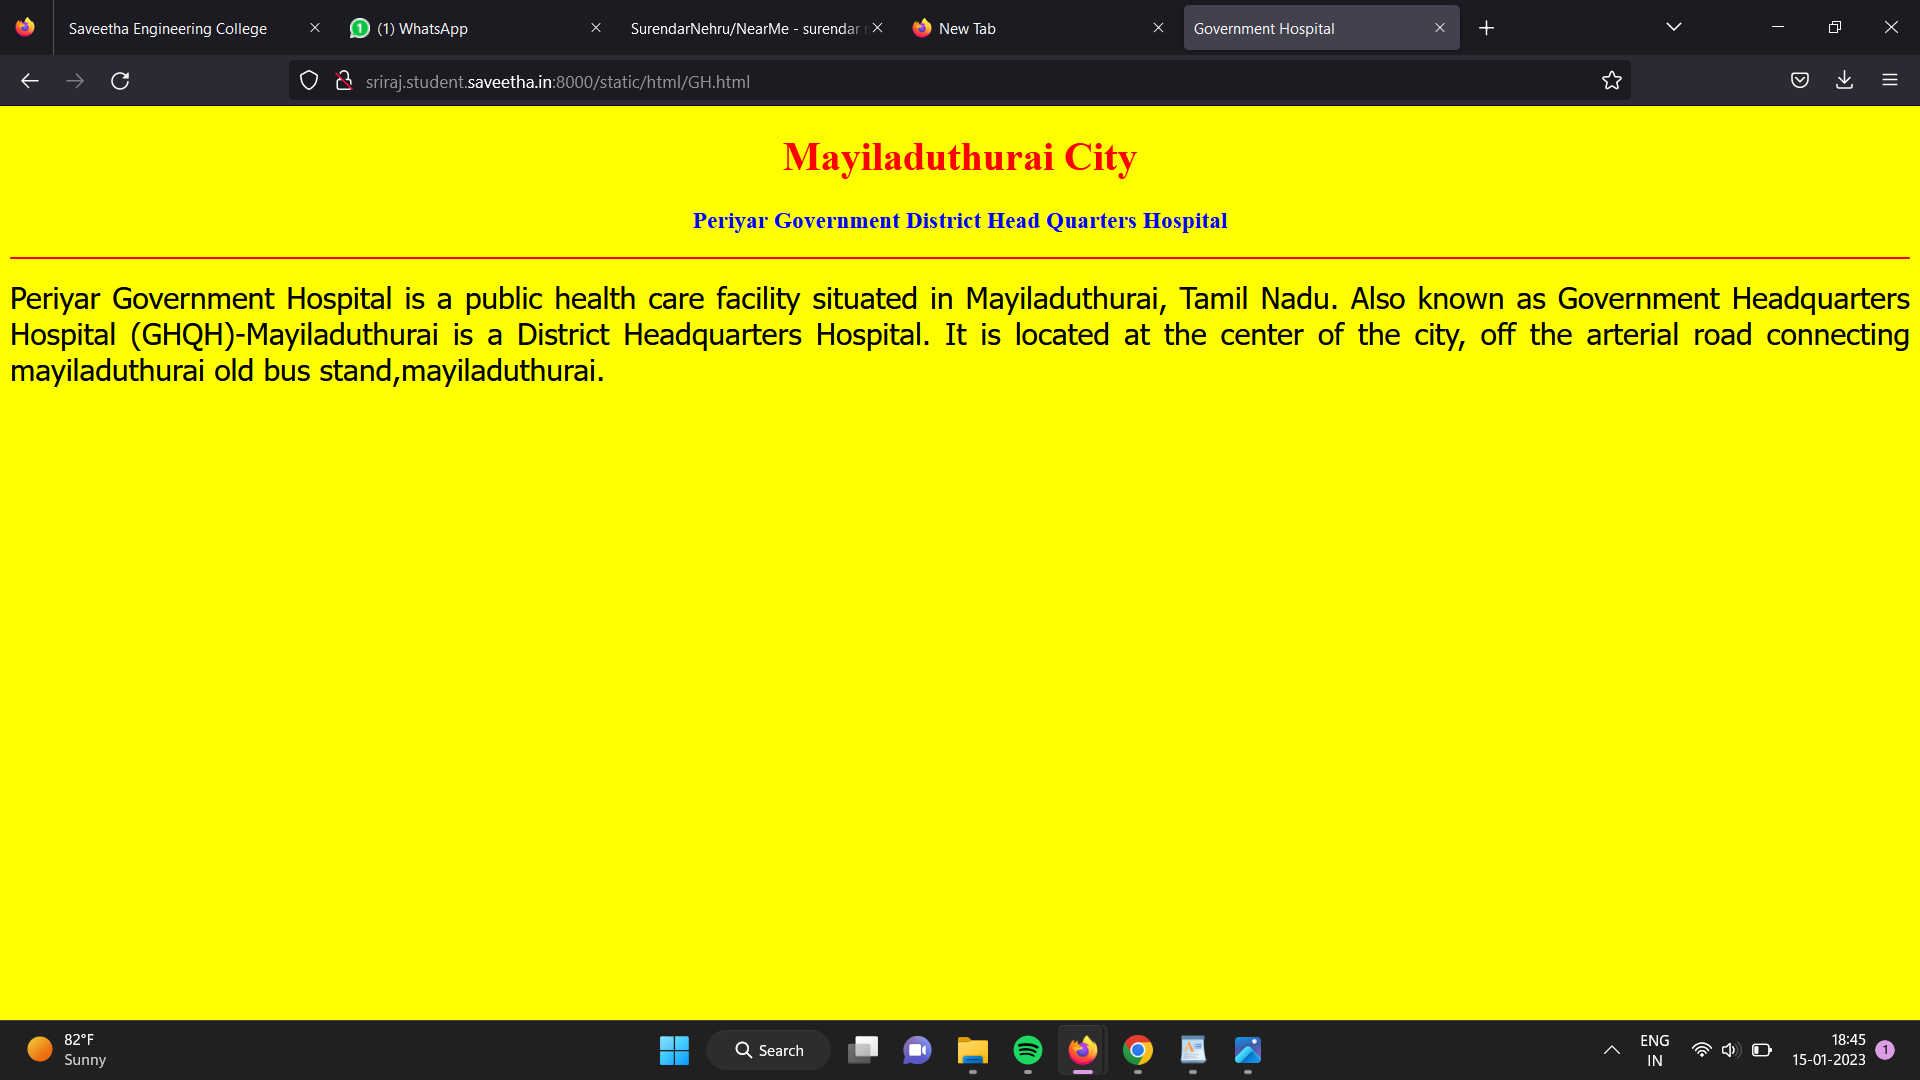 Saveetha Engineering College
(1) WhatsApp
SurendarNehru/NearMe - surendar
New Tab
Government Hospital
sriraj.student.saveetha.in:8000/static/html/GH.html
Mayiladuthurai City
Periyar Government District Head Quarters Hospital
Periyar Government Hospital is a public health care facility situated in Mayiladuthurai, Tamil Nadu. Also known as Government Headquarters
Hospital (GHQH)-Mayiladuthurai is a District Headquarters Hospital. It is located at the center of the city, off the arterial road connecting
mayiladuthurai old bus stand,mayiladuthurai.
82°F
Sunny
Search
ENG
IN
18:45
15-01-2023
1